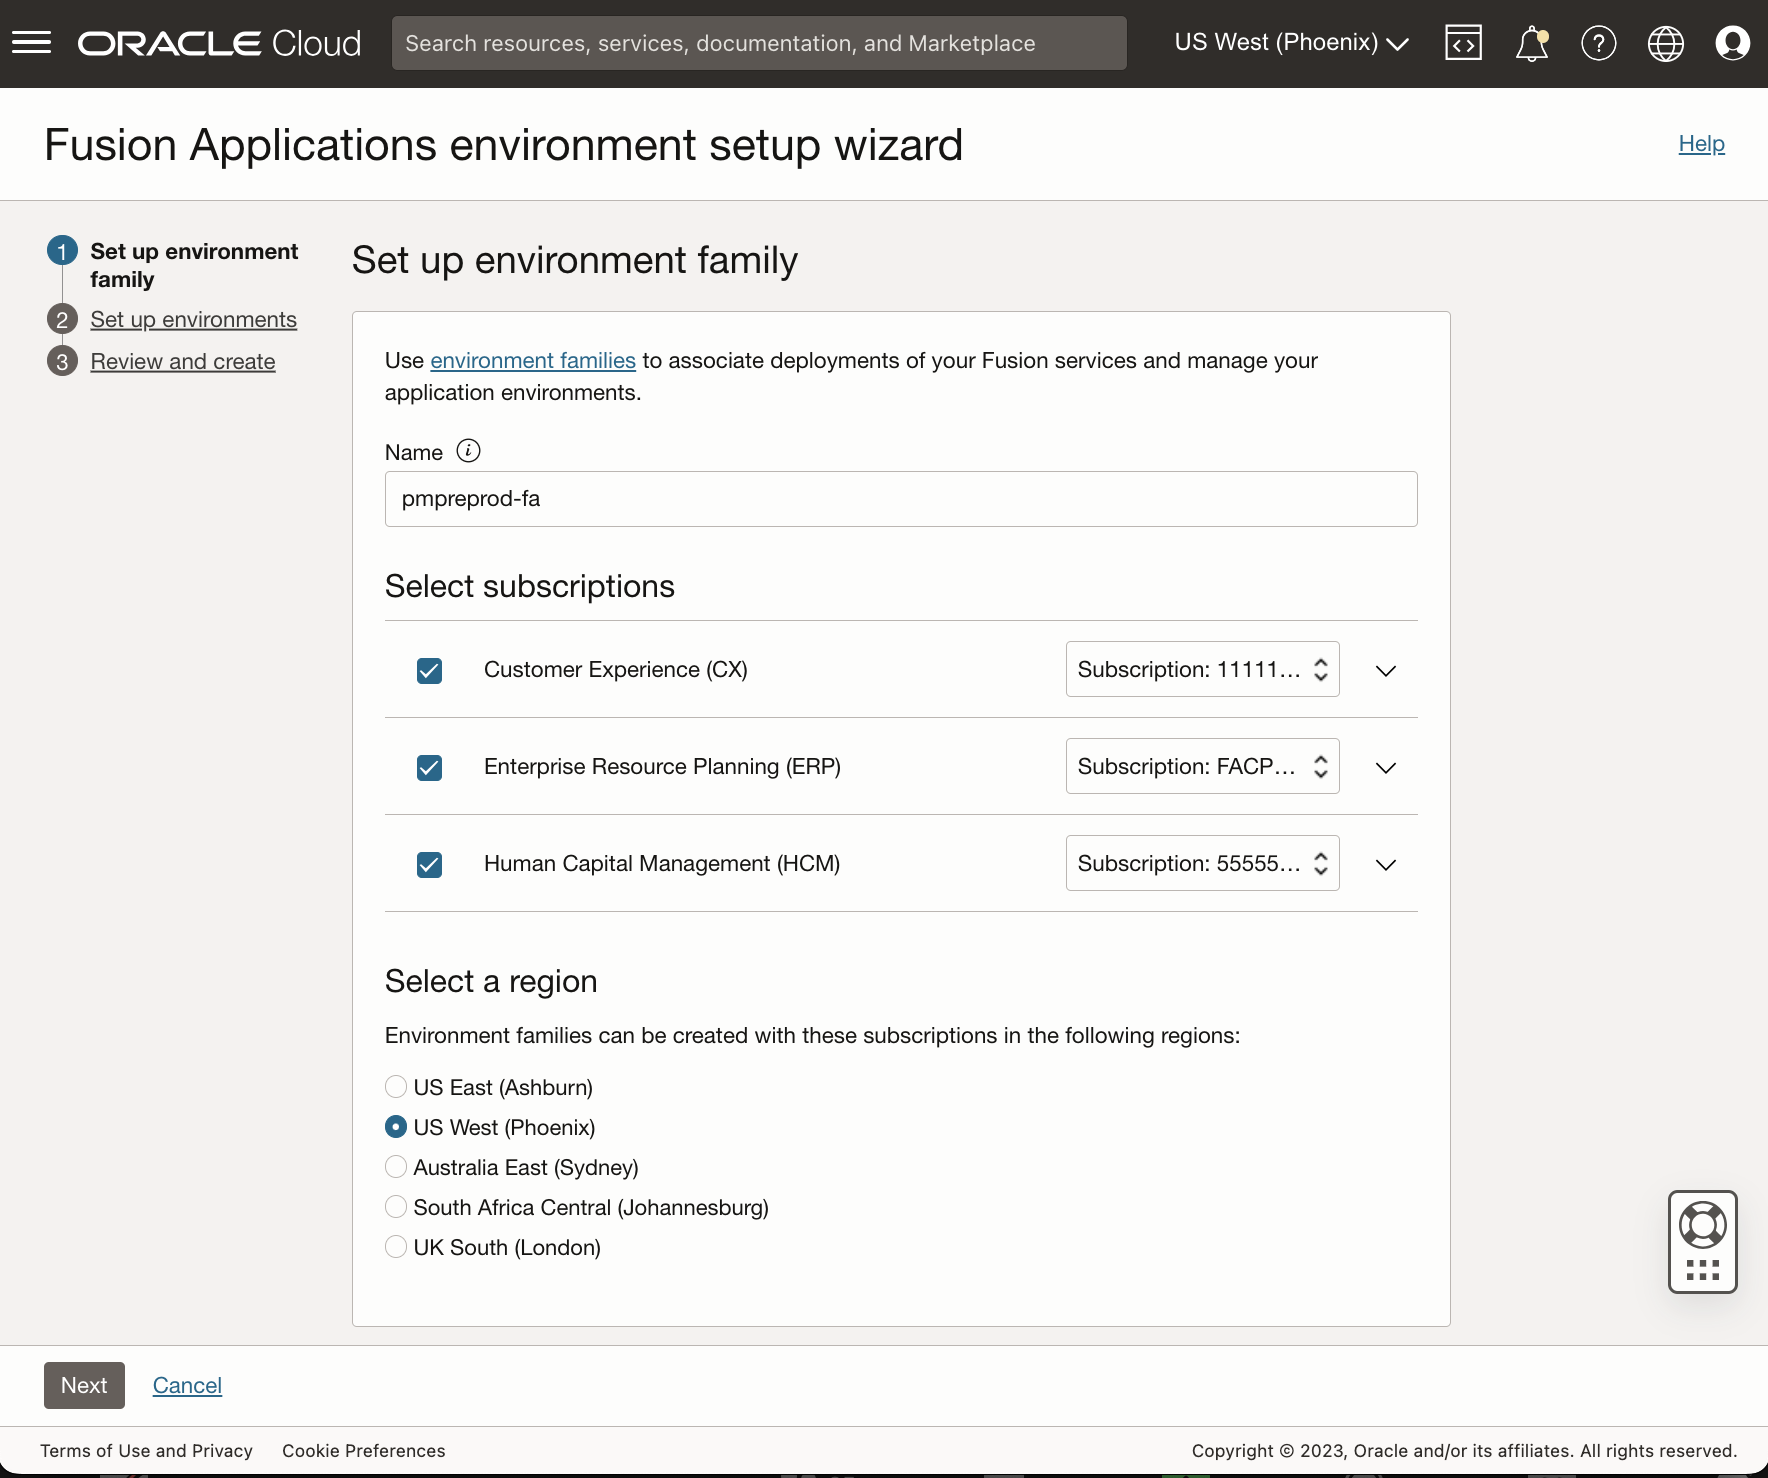 ORACLE Cloud
Search resources, services, documentation, and Marketplace
US West (Phoenix)
Fusion Applications environment setup wizard
Help
1 Set up environment
family
2 Set up environments
3 Review and create
Set up environment family
Use environment families to associate deployments of your Fusion services and manage your
application environments.
Name
pmpreprod-fa
Select subscriptions
Customer Experience (CX) Subscription: 11111...
Enterprise Resource Planning (ERP) Subscription: FACP...
Human Capital Management (HCM) Subscription: 55555...
Select a region
Environment families can be created with these subscriptions in the following regions:
US East (Ashburn)
US West (Phoenix)
Australia East (Sydney)
South Africa Central (Johannesburg)
UK South (London)
Next
Cancel
Terms of Use and Privacy
Cookie Preferences
Copyright © 2023, Oracle and/or its affiliates. All rights reserved.